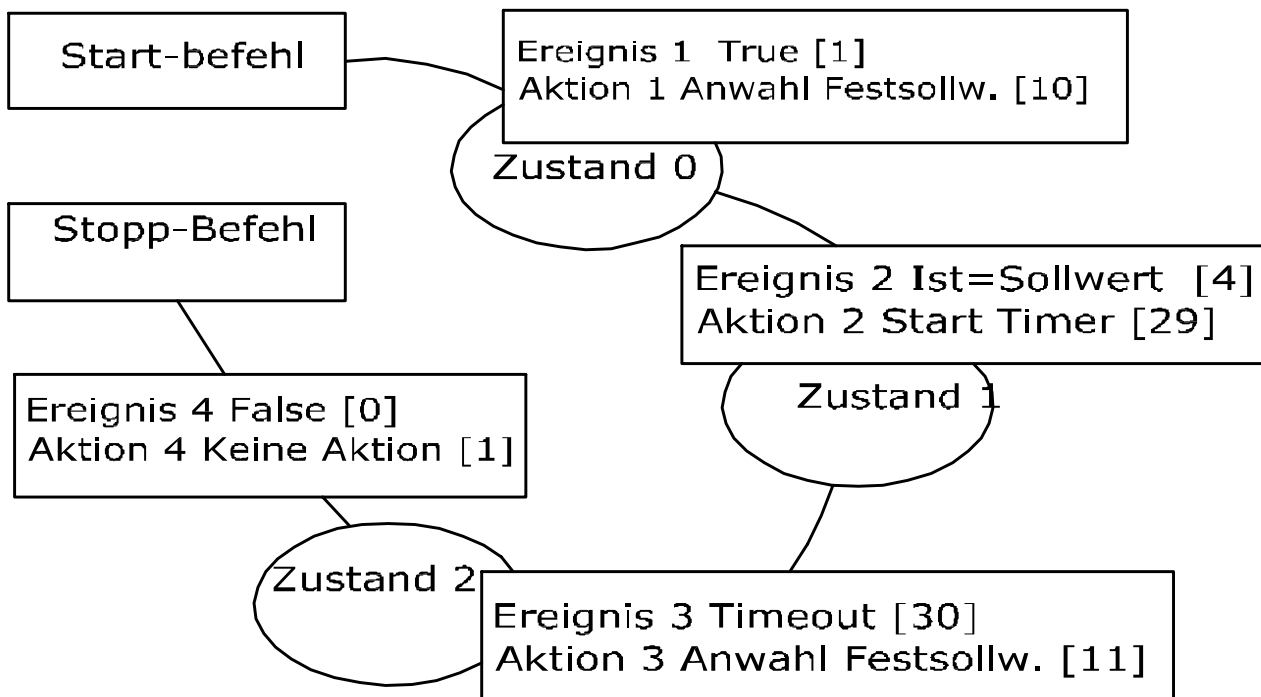 Start-befehl
Ereignis 1 True [1]
Aktion 1 Anwahl Festsollw. [10]
Zustand 0
Stopp-Befehl
Ereignis 2 Ist=Sollwert [4]
Aktion 2 Start Timer [29]
Zustand 1
Ereignis 4 False [0]
Aktion 4 Keine Aktion [1]
Zustand 2
Ereignis 3 Timeout [30]
Aktion 3 Anwahl Festsollw. [11]